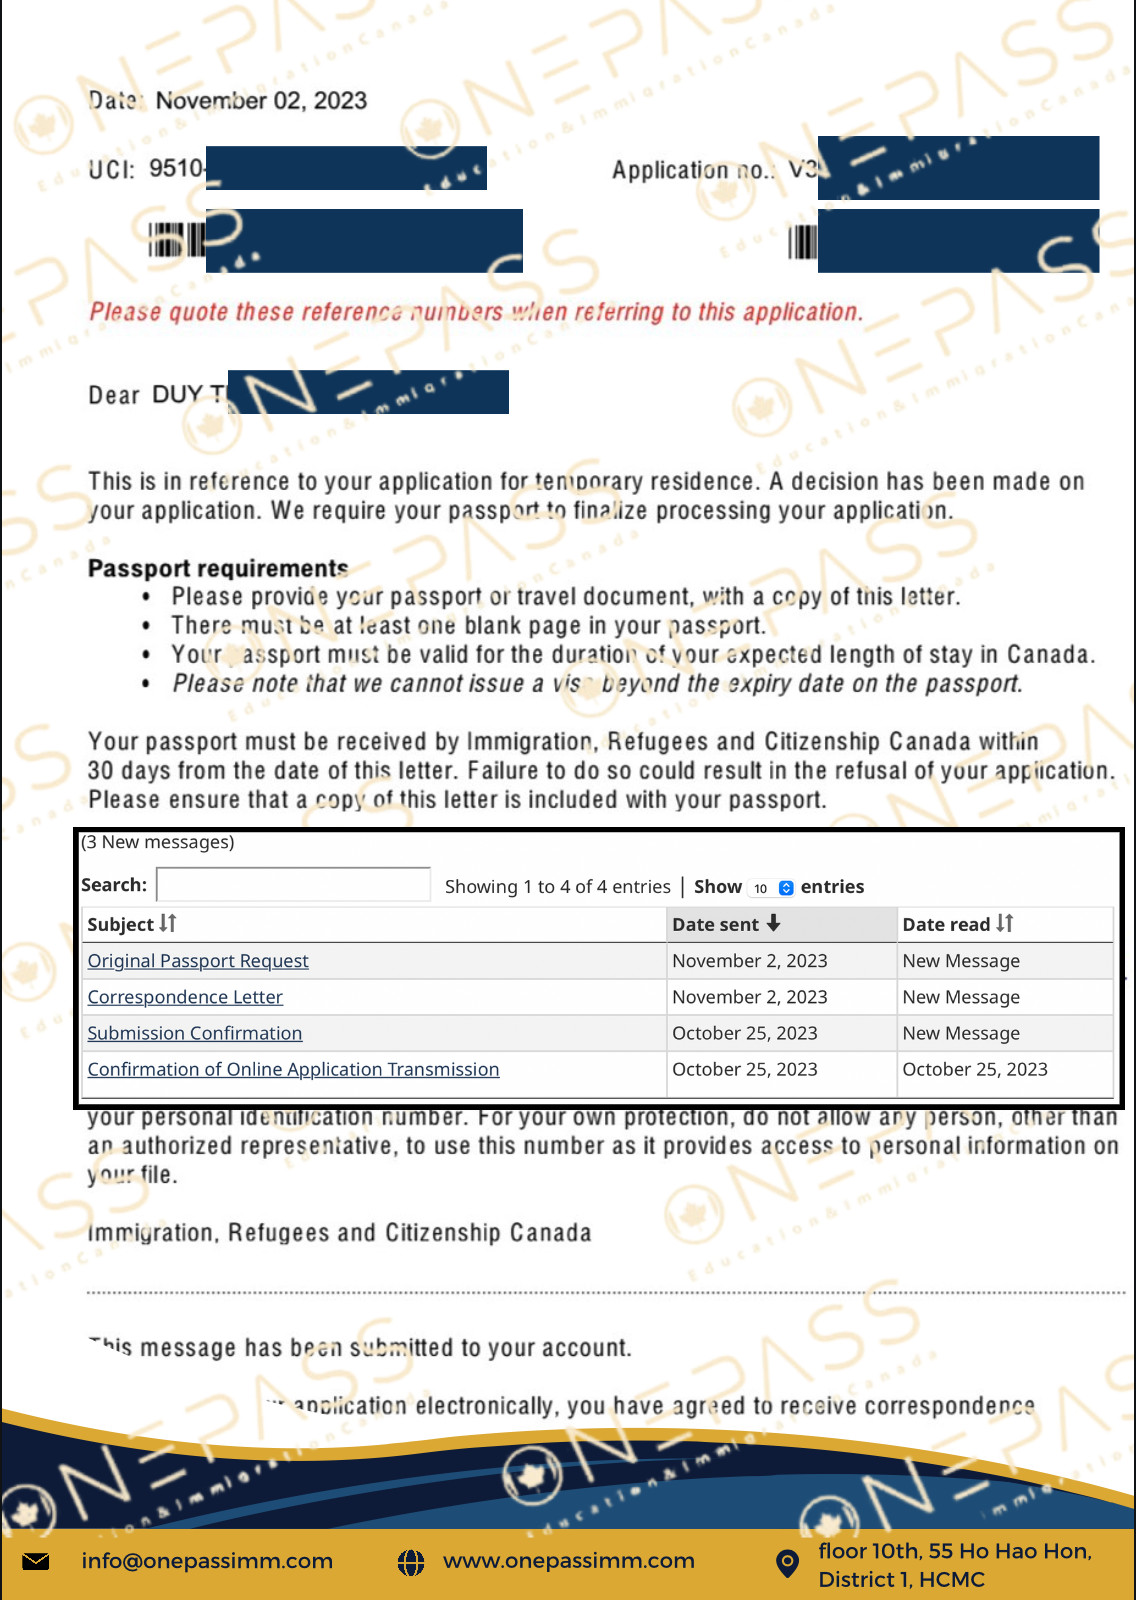 Date: November 02, 2023
UCI: 9510-
Application no.: V3
Please quote these reference numbers when referring to this application.
Dear DUY T
This is in reference to your application for temporary residence. A decision has been made on
your application. We require your passport to finalize processing your application.
Passport requirements
• Please provide your passport or travel document, with a copy of this letter.
• There must be at least one blank page in your passport.
• Your passport must be valid for the duration of your expected length of stay in Canada.
• Please note that we cannot issue a visa beyond the expiry date on the passport.
Your passport must be received by Immigration, Refugees and Citizenship Canada within
30 days from the date of this letter. Failure to do so could result in the refusal of your application.
Please ensure that a copy of this letter is included with your passport.
(3 New messages)
Search: Showing 1 to 4 of 4 entries | Show 10 entries
Subject Date sent Date read
Original Passport Request November 2, 2023 New Message
Correspondence Letter November 2, 2023 New Message
Submission Confirmation October 25, 2023 New Message
Confirmation of Online Application Transmission October 25, 2023 October 25, 2023
your personal identification number. For your own protection, do not allow any person, other than
an authorized representative, to use this number as it provides access to personal information on
your file.
Immigration, Refugees and Citizenship Canada
This message has been submitted to your account.
application electronically, you have agreed to receive correspondence
ONEPASS
Education & Immigration Canada
info@onepassimm.com
www.onepassimm.com
floor 10th, 55 Ho Hao Hon,
District 1, HCMC